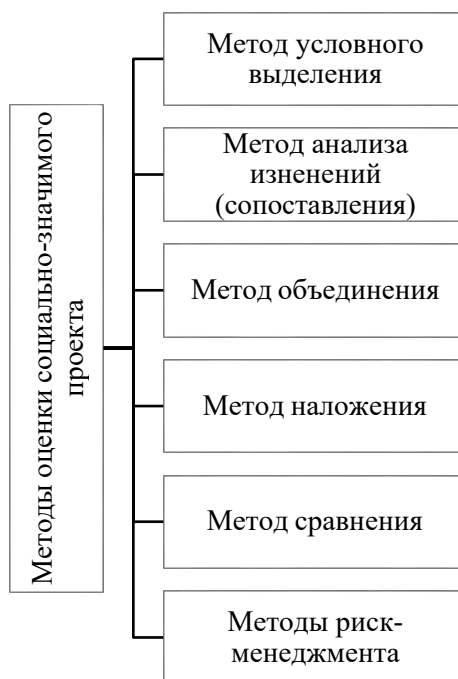 Методы оценки социально-значимого
проекта
Метод условного
выделения
Метод анализа
изненений
(сопоставления)
Метод объединения
Метод наложения
Метод сравнения
Методы риск-
менеджмента